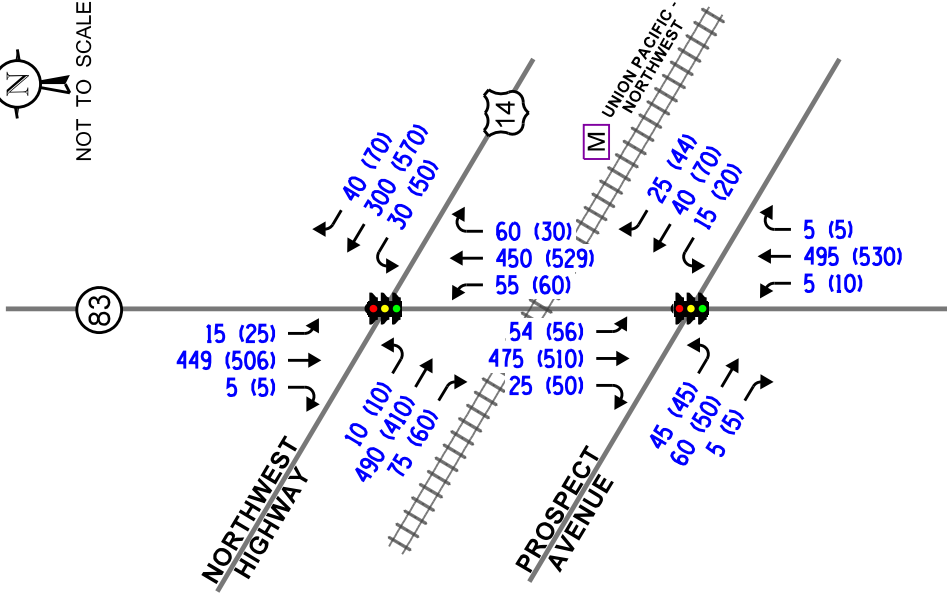 N
NOT TO SCALE
UNION PACIFIC -
NORTHWEST
M
14
83
40 (70)
300 (570)
30 (50)
60 (30)
450 (529)
55 (60)
15 (25)
449 (506)
5 (5)
10 (10)
490 (410)
75 (60)
NORTHWEST
HIGHWAY
25 (44)
40 (70)
15 (20)
5 (5)
495 (530)
5 (10)
54 (56)
475 (510)
25 (50)
45 (45)
60 (50)
5 (5)
PROSPECT
AVENUE